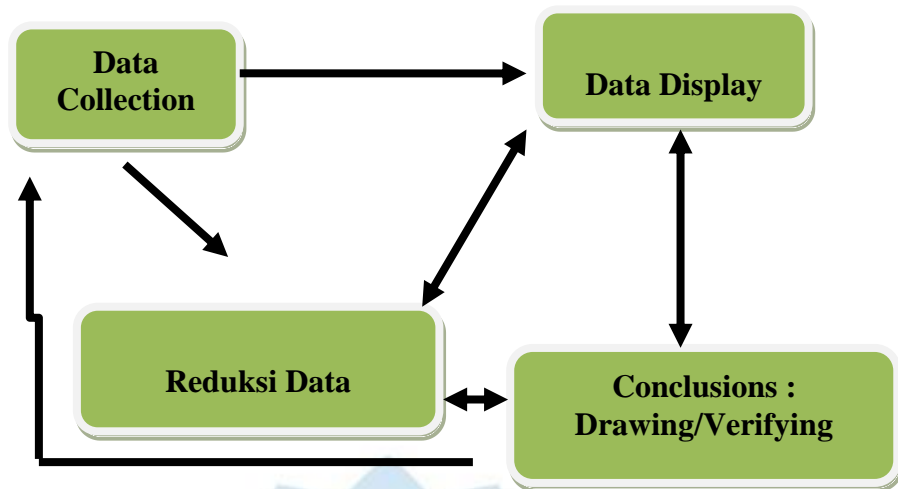 Data
Collection
Data Display
Reduksi Data
Conclusions :
Drawing/Verifying